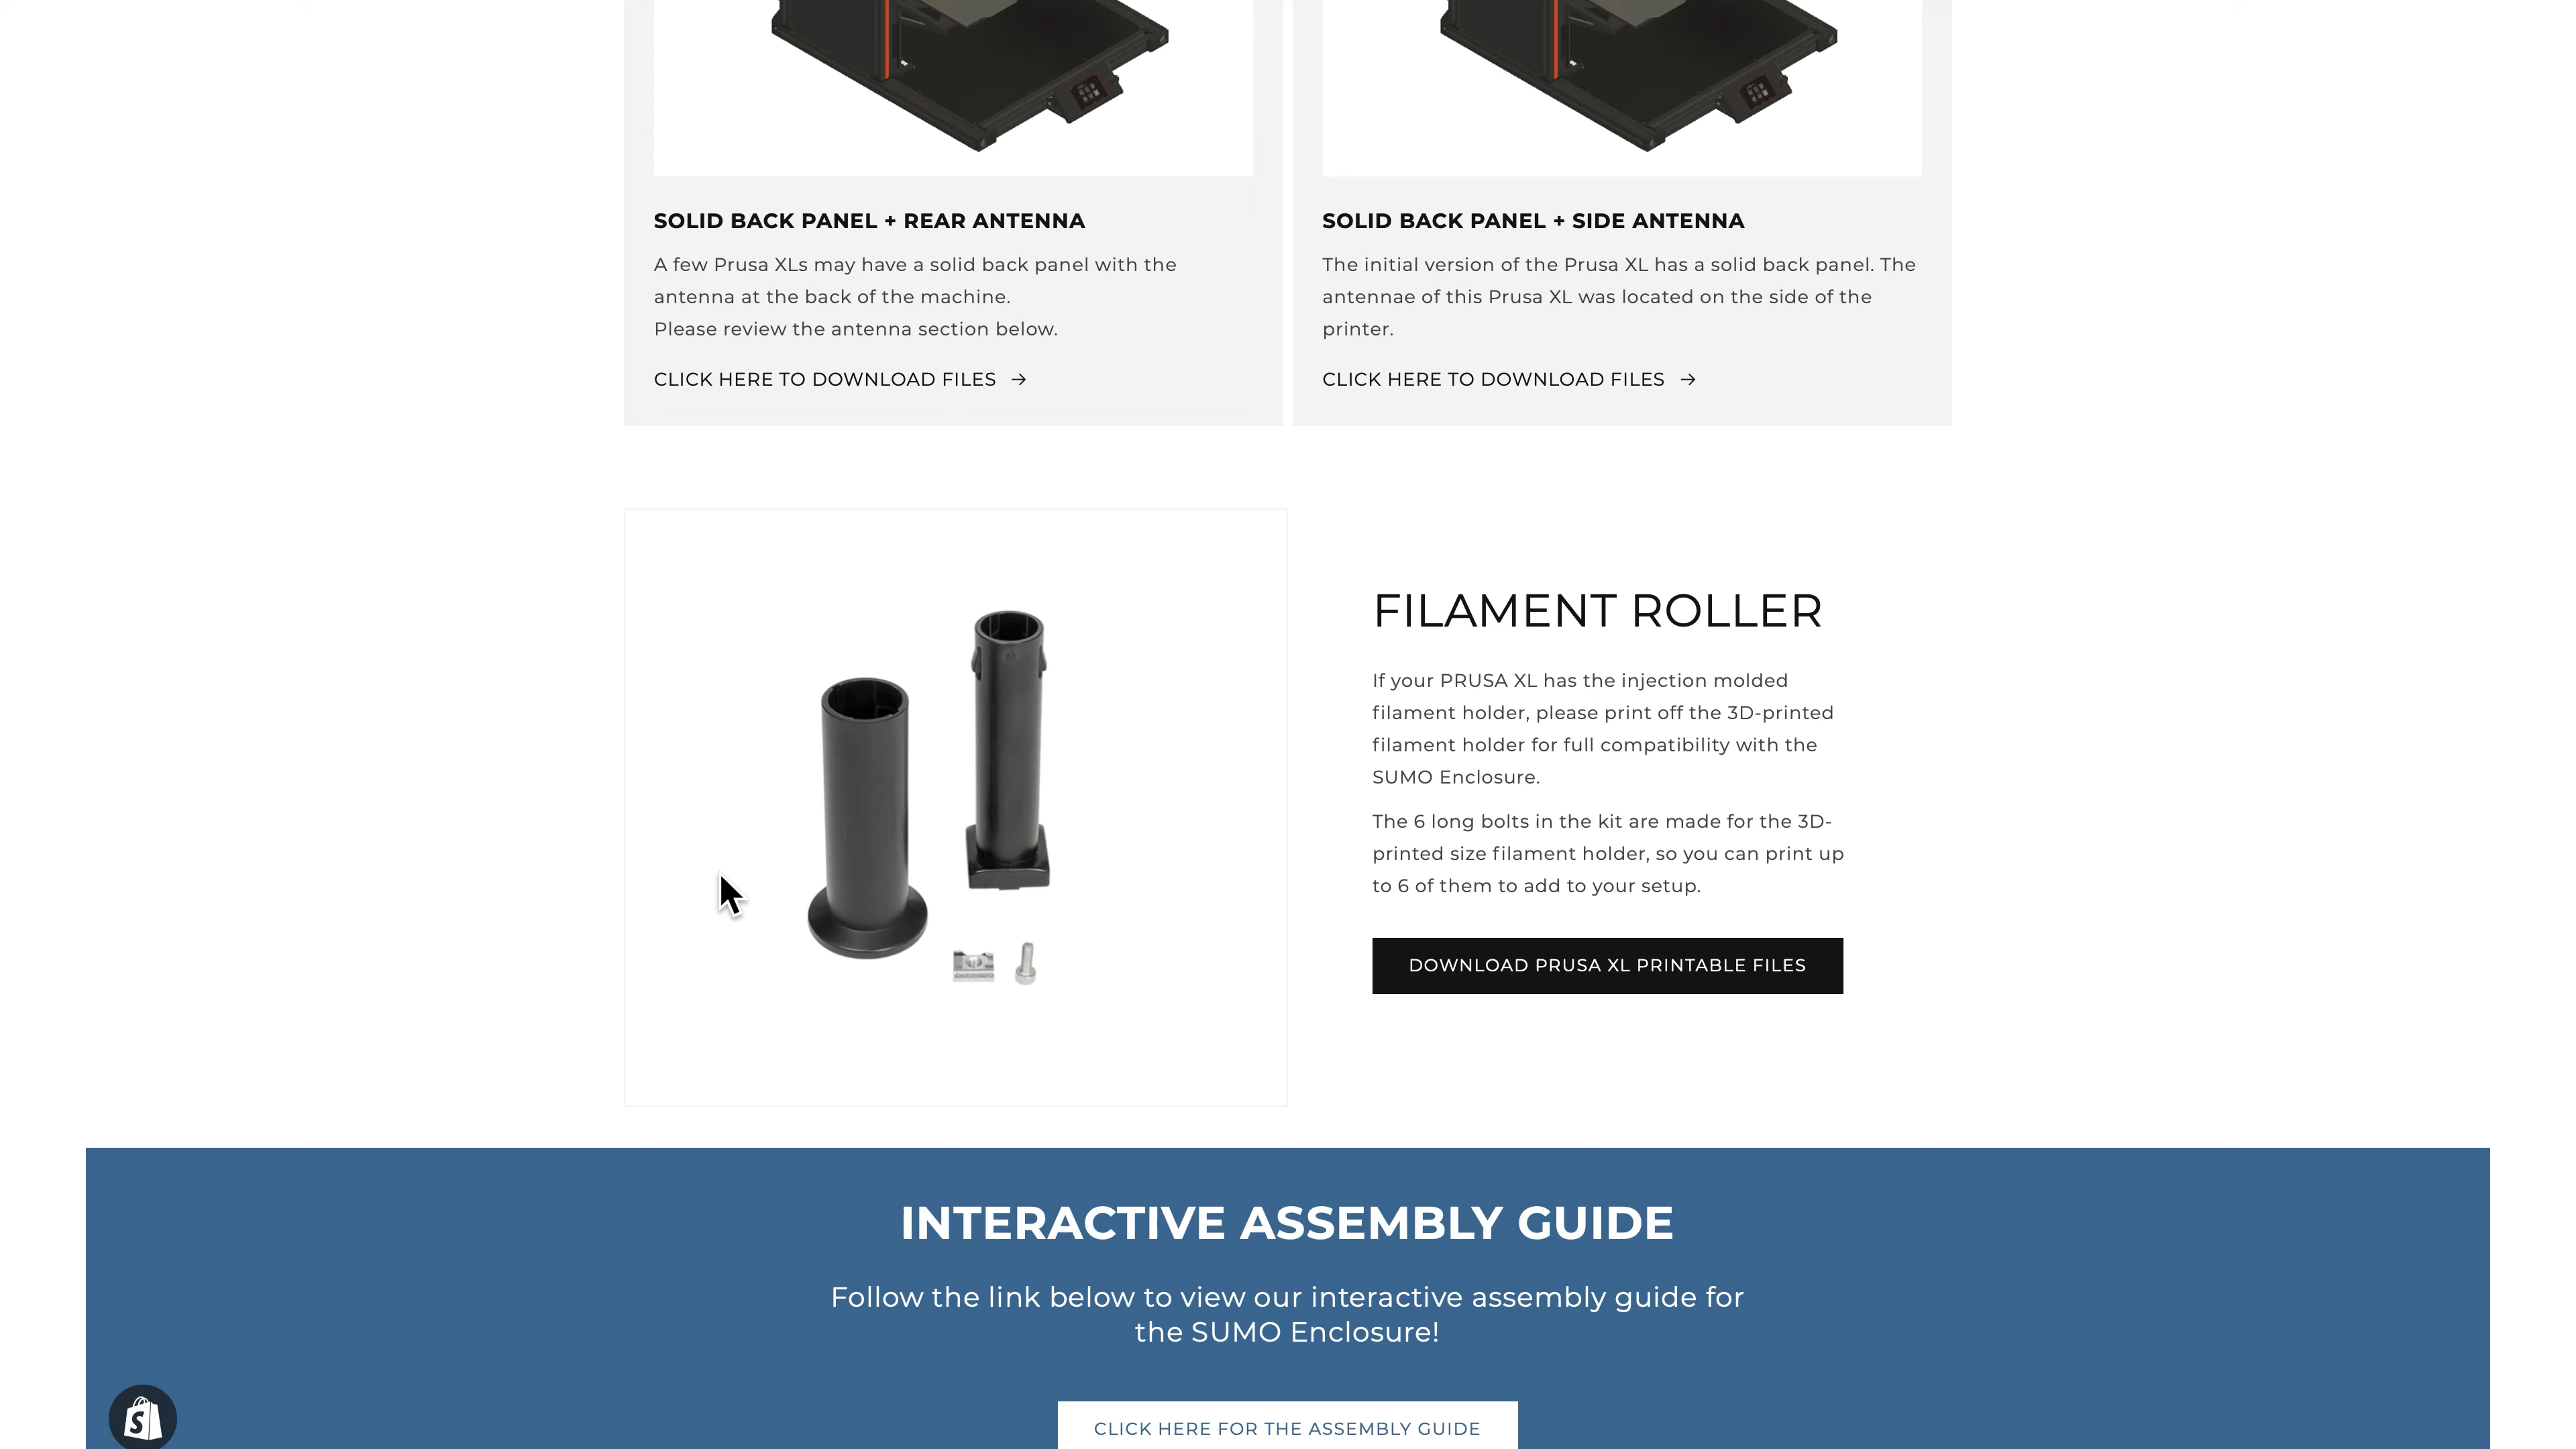 SOLID BACK PANEL + REAR ANTENNA
A few Prusa XLs may have a solid back panel with the
antenna at the back of the machine.
Please review the antenna section below.
CLICK HERE TO DOWNLOAD FILES →
SOLID BACK PANEL + SIDE ANTENNA
The initial version of the Prusa XL has a solid back panel. The
antennae of this Prusa XL was located on the side of the
printer.
CLICK HERE TO DOWNLOAD FILES →
FILAMENT ROLLER
If your PRUSA XL has the injection molded
filament holder, please print off the 3D-printed
filament holder for full compatibility with the
SUMO Enclosure.
The 6 long bolts in the kit are made for the 3D-
printed size filament holder, so you can print up
to 6 of them to add to your setup.
DOWNLOAD PRUSA XL PRINTABLE FILES
INTERACTIVE ASSEMBLY GUIDE
Follow the link below to view our interactive assembly guide for
the SUMO Enclosure!
CLICK HERE FOR THE ASSEMBLY GUIDE